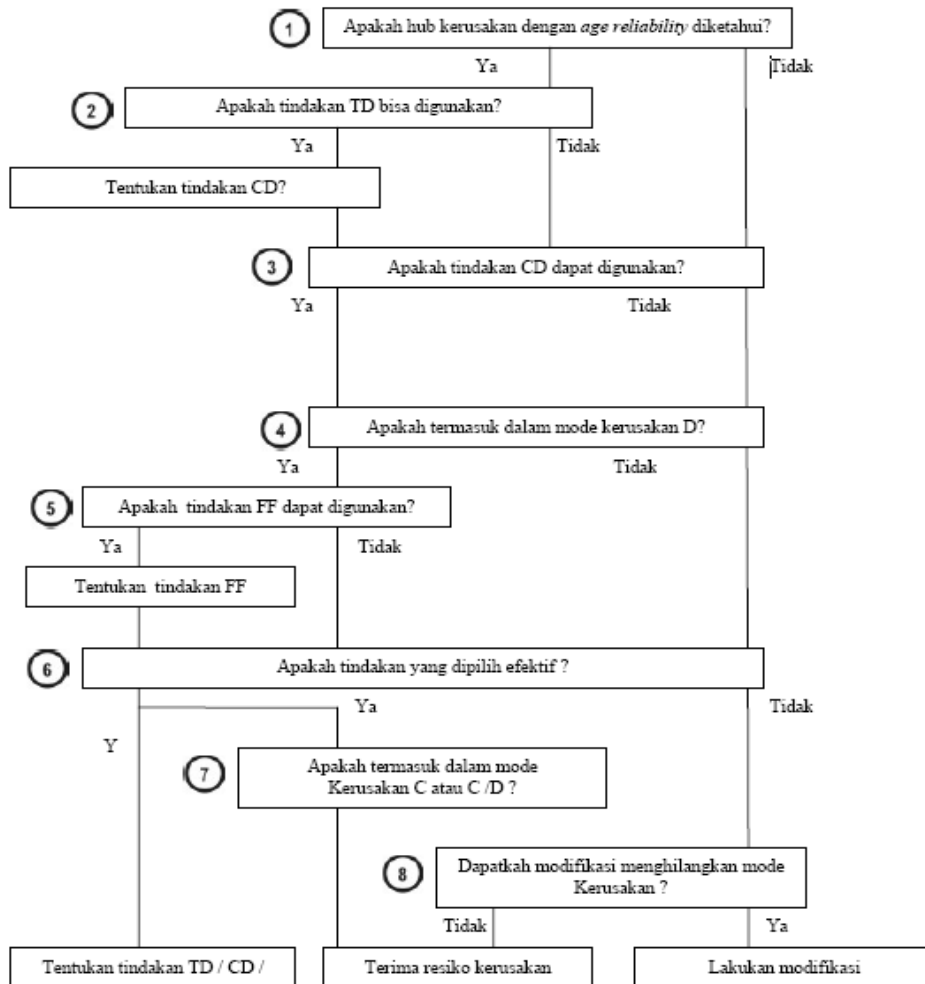 1
Apakah hub kerusakan dengan age reliability diketahui?
Ya
Tidak
2
Apakah tindakan TD bisa digunakan?
Ya
Tidak
Tentukan tindakan CD?
3
Apakah tindakan CD dapat digunakan?
Ya
Tidak
4
Apakah termasuk dalam mode kerusakan D?
Ya
Tidak
5
Apakah tindakan FF dapat digunakan?
Ya
Tidak
Tentukan tindakan FF
6
Apakah tindakan yang dipilih efektif ?
Ya
Tidak
Y
7
Apakah termasuk dalam mode
Kerusakan C atau C /D ?
8
Dapatkah modifikasi menghilangkan mode
Kerusakan ?
Tidak
Ya
Tentukan tindakan TD / CD /
Terima resiko kerusakan
Lakukan modifikasi